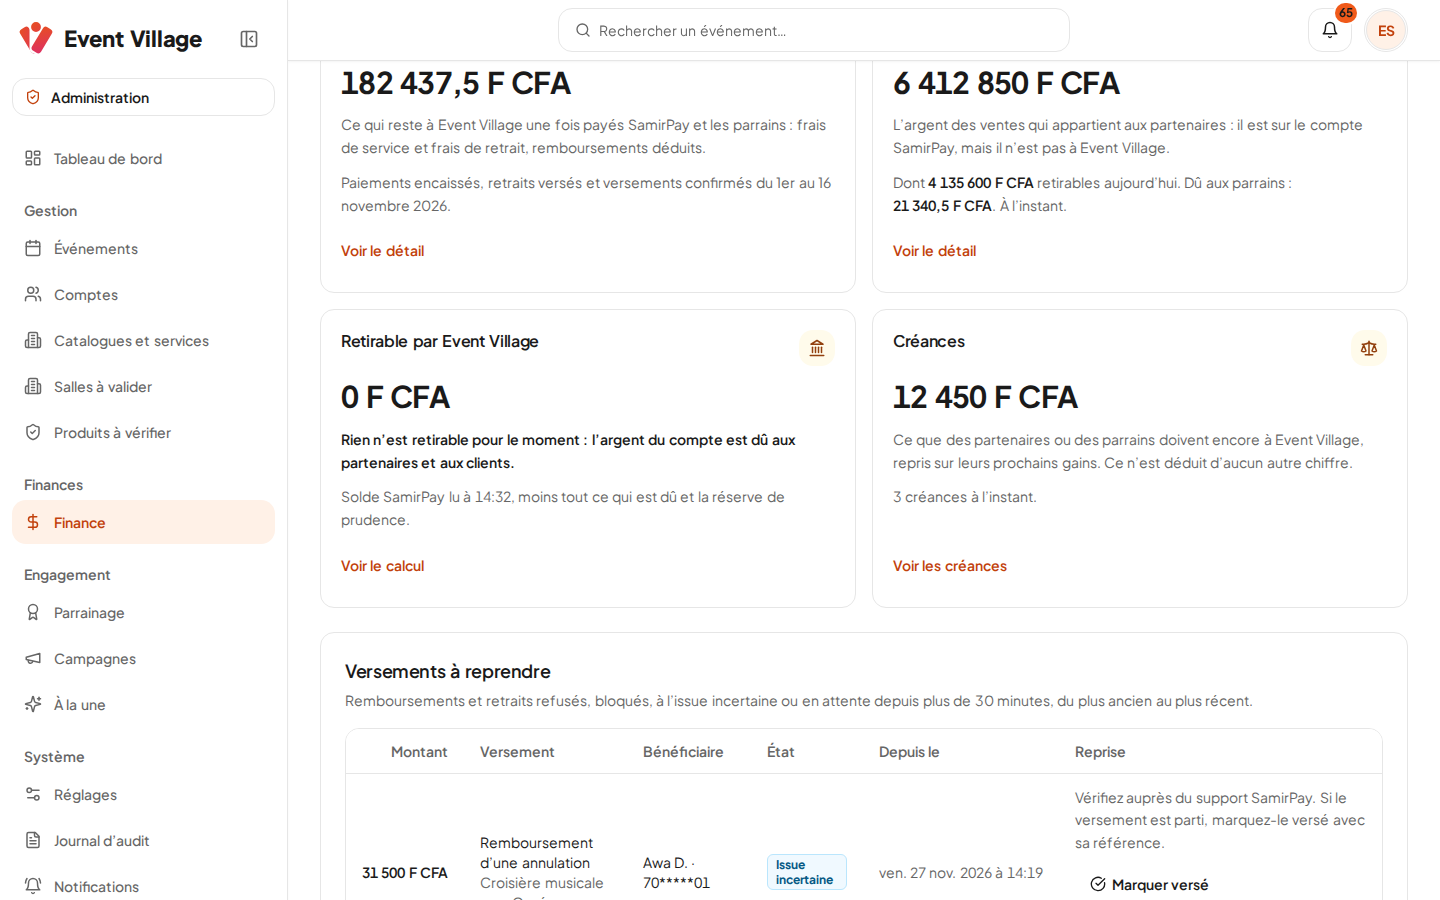 Event Village
Administration
Tableau de bord
Gestion
Événements
Comptes
Catalogues et services
Salles à valider
Produits à vérifier
Finances
Finance
Engagement
Parrainage
Campagnes
À la une
Système
Réglages
Journal d’audit
Notifications
Rechercher un événement…
65
ES
182 437,5 F CFA
Ce qui reste à Event Village une fois payés SamirPay et les parrains : frais
de service et frais de retrait, remboursements déduits.
Paiements encaissés, retraits versés et versements confirmés du 1er au 16
novembre 2026.
Voir le détail
6 412 850 F CFA
L’argent des ventes qui appartient aux partenaires : il est sur le compte
SamirPay, mais il n’est pas à Event Village.
Dont 4 135 600 F CFA retirables aujourd’hui. Dû aux parrains :
21 340,5 F CFA. À l’instant.
Voir le détail
Retirable par Event Village
0 F CFA
Rien n’est retirable pour le moment : l’argent du compte est dû aux
partenaires et aux clients.
Solde SamirPay lu à 14:32, moins tout ce qui est dû et la réserve de
prudence.
Voir le calcul
Créances
12 450 F CFA
Ce que des partenaires ou des parrains doivent encore à Event Village,
repris sur leurs prochains gains. Ce n’est déduit d’aucun autre chiffre.
3 créances à l’instant.
Voir les créances
Versements à reprendre
Remboursements et retraits refusés, bloqués, à l’issue incertaine ou en attente depuis plus de 30 minutes, du plus ancien au plus récent.
Montant Versement Bénéficiaire État Depuis le Reprise
31 500 F CFA
Remboursement
d’une annulation
Croisière musicale
Awa D. ·
70*****01
Issue
incertaine
ven. 27 nov. 2026 à 14:19
Vérifiez auprès du support SamirPay. Si le
versement est parti, marquez-le versé avec
sa référence.
Marquer versé